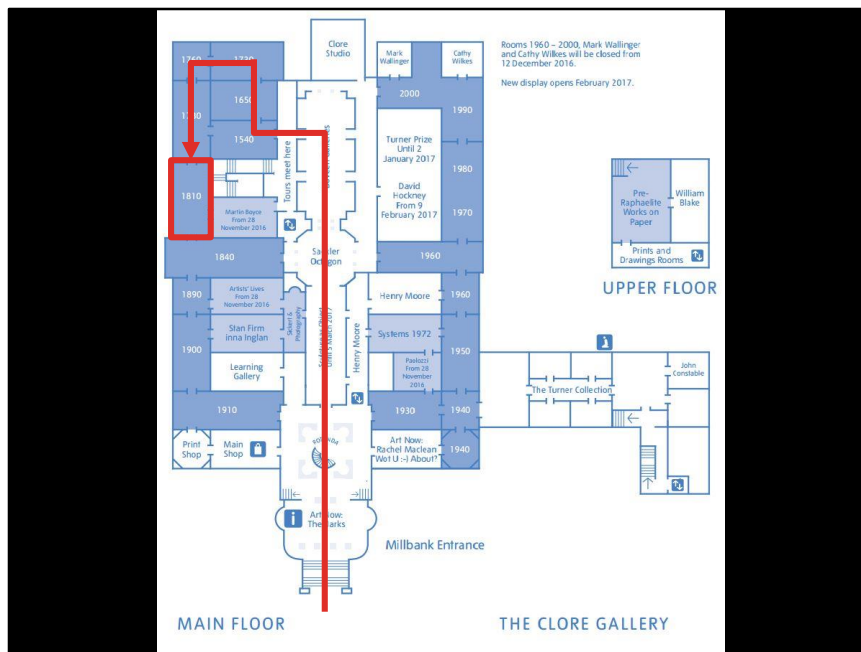 Clore
Studio
Mark
Wallinger
Cathy
Wilkes
Rooms 1960 – 2000, Mark Wallinger
and Cathy Wilkes will be closed from
12 December 2016.
New display opens February 2017.
2000
1650
1990
1540
Tours meet here
Turner Prize
Until 2
January 2017
David
Hockney
From 9
February 2017
1980
1970
1810
Martin Boyce
From 28
November 2016
1840
Octagon
1960
Pre-
Raphaelite
Works on
Paper
William
Blake
Prints and
Drawings Rooms
UPPER FLOOR
1890
Artists' Lives
From 28
November 2016
Sickert &
Photography
Henry Moore
1960
Stan Firm
inna Inglan
1900
Henry Moore
Systems 1972
1950
Learning
Gallery
Paolozzi
From 28
November
2016
The Turner Collection
John
Constable
1910
1930
1940
Print
Shop
Main
Shop
Art Now:
Rachel Maclean
Wot U :-) About?
1940
i
Art Now:
Millbank Entrance
MAIN FLOOR
THE CLORE GALLERY